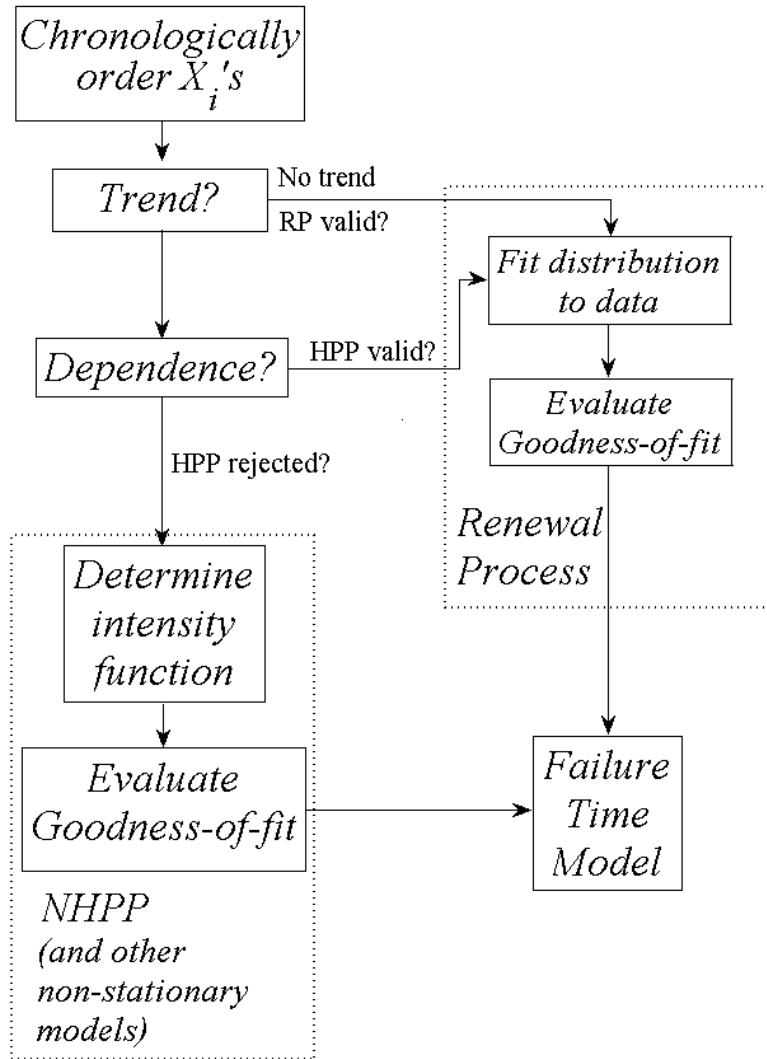 Chronologically
order Xi's
Trend?
No trend
RP valid?
Fit distribution
to data
Dependence?
HPP valid?
Evaluate
Goodness-of-fit
HPP rejected?
Renewal
Process
Determine
intensity
function
Evaluate
Goodness-of-fit
Failure
Time
Model
NHPP
(and other
non-stationary
models)